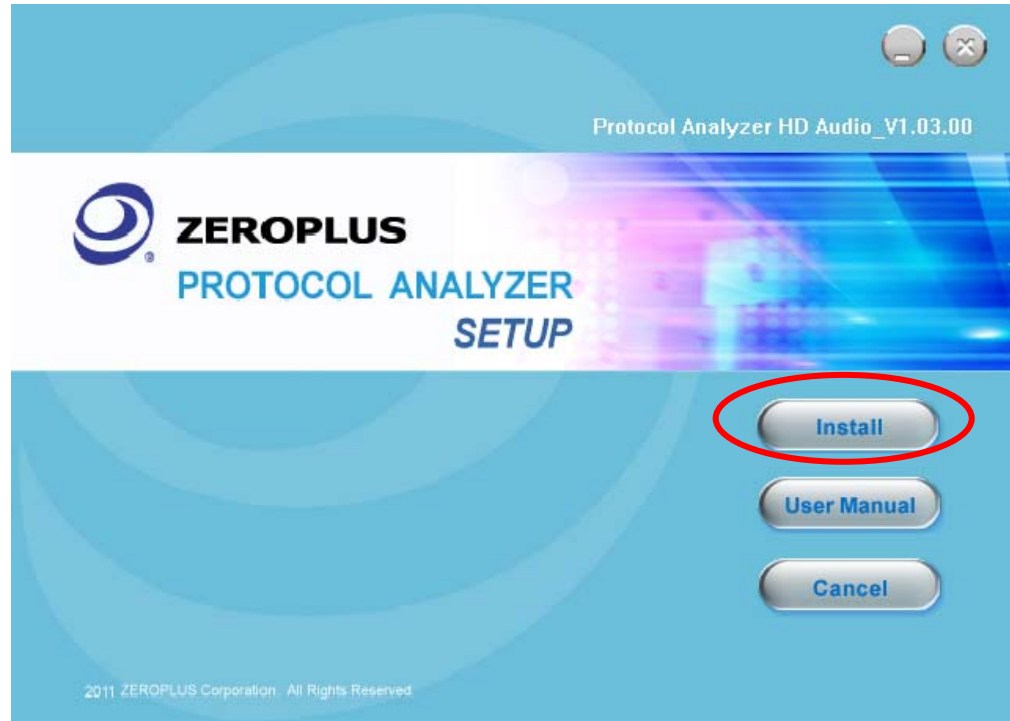 Protocol Analyzer HD Audio_V1.03.00
ZEROPLUS
PROTOCOL ANALYZER
SETUP
Install
User Manual
Cancel
2011 ZEROPLUS Corporation. All Rights Reserved.